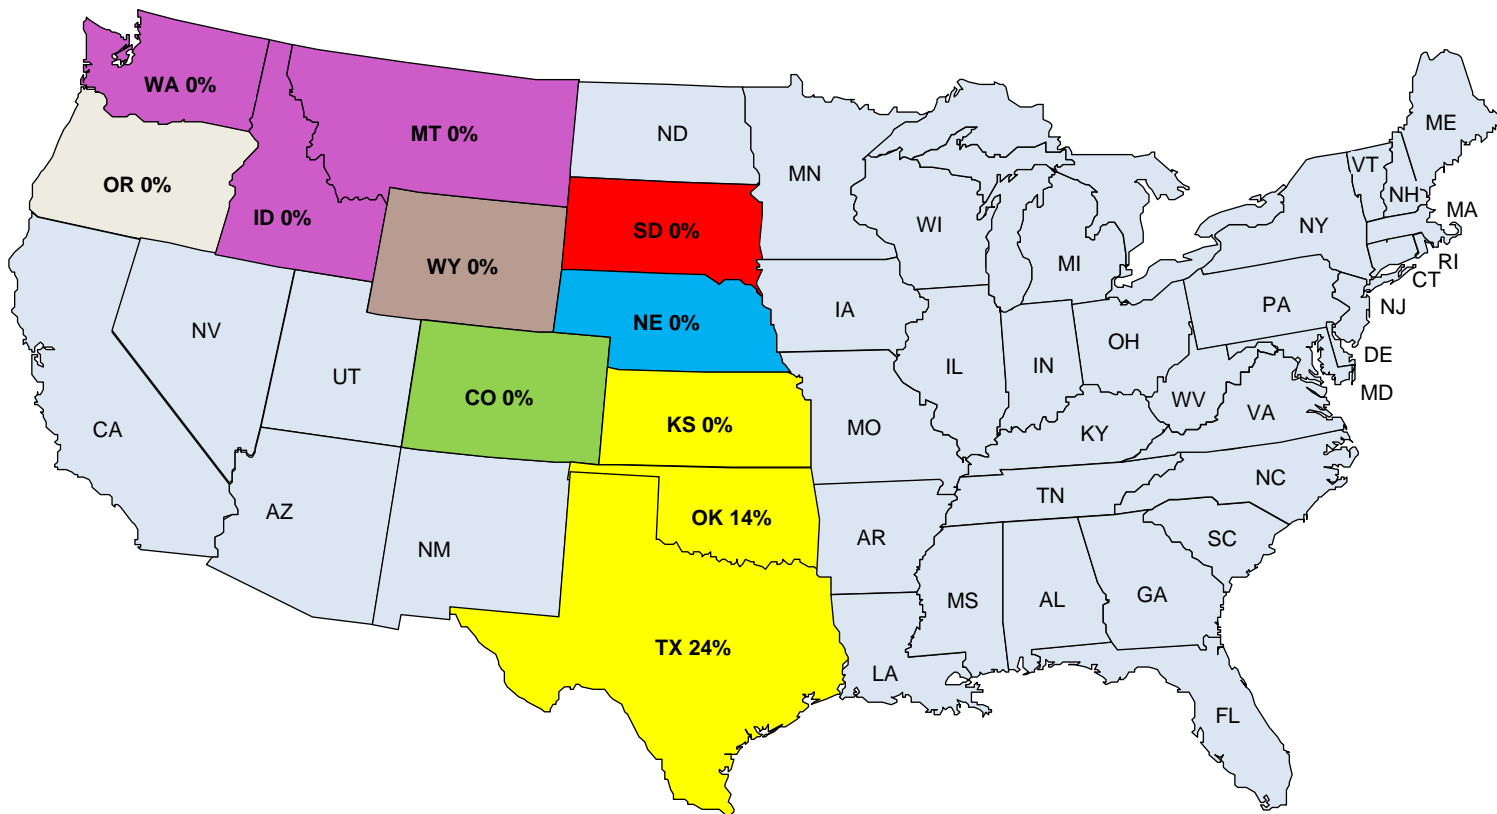 WA 0%
MT 0%
ND
OR 0%
ID 0%
WY 0%
SD 0%
MN
WI
MI
NY
VT
NH
ME
MA
RI
CT
NJ
PA
DE
MD
NV
UT
CA
CO 0%
NE 0%
IA
IL
IN
OH
WV
VA
KS 0%
MO
KY
NC
TN
SC
AZ
NM
OK 14%
AR
MS
AL
GA
TX 24%
LA
FL